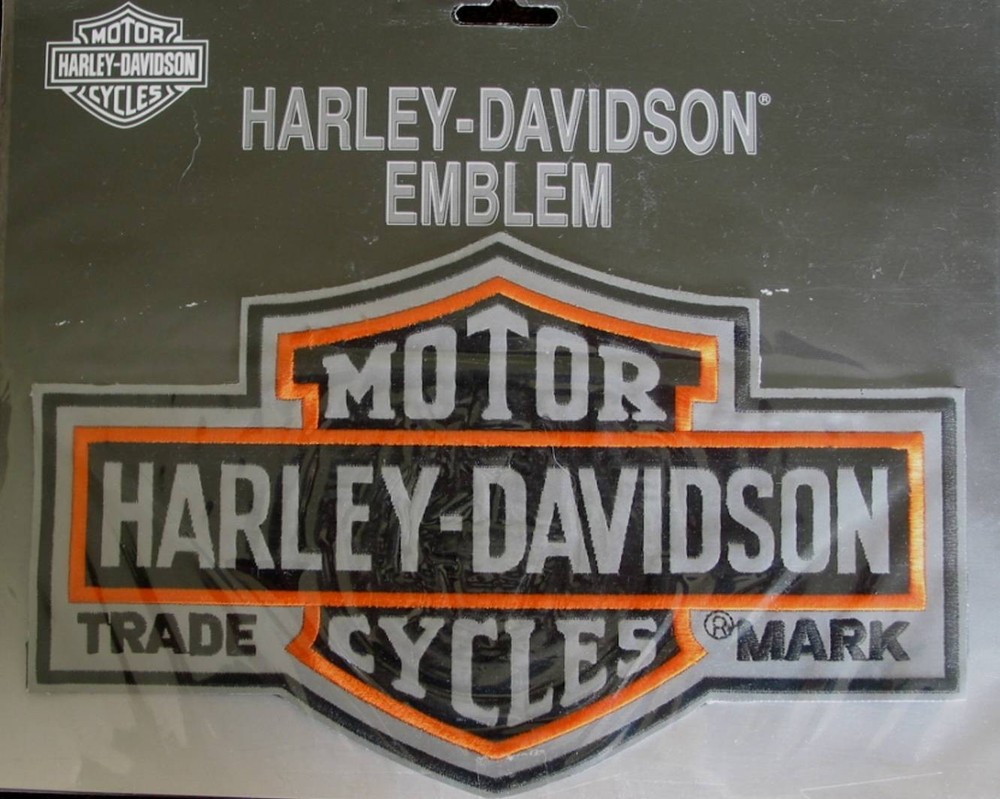 MOTOR
HARLEY-DAVIDSON
CYCLES
HARLEY-DAVIDSON®
EMBLEM
MOTOR
HARLEY-DAVIDSON
CYCLES
TRADE ® MARK